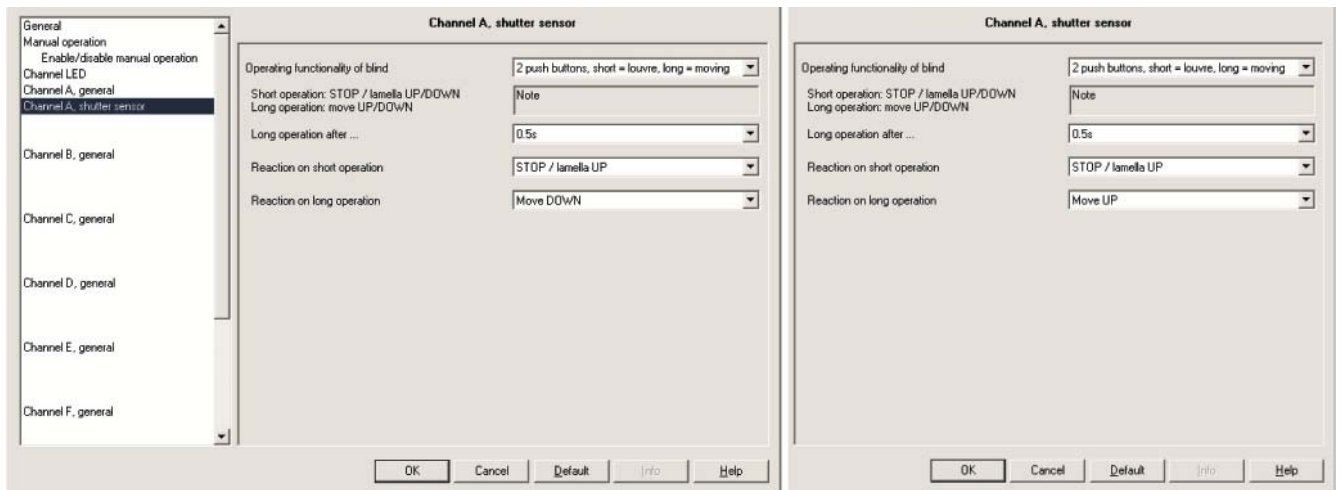 General
Manual operation
Enable/disable manual operation
Channel LED
Channel A, general
Channel A, shutter sensor
Channel B, general
Channel C, general
Channel D, general
Channel E, general
Channel F, general
Channel A, shutter sensor
Operating functionality of blind
2 push buttons, short = louvre, long = moving
Short operation: STOP / lamella UP/DOWN
Long operation: move UP/DOWN
Note
Long operation after ...
0.5s
Reaction on short operation
STOP / lamella UP
Reaction on long operation
Move DOWN
OK
Cancel
Default
Info
Help
Channel A, shutter sensor
Operating functionality of blind
2 push buttons, short = louvre, long = moving
Short operation: STOP / lamella UP/DOWN
Long operation: move UP/DOWN
Note
Long operation after ...
0.5s
Reaction on short operation
STOP / lamella UP
Reaction on long operation
Move UP
OK
Cancel
Default
Info
Help